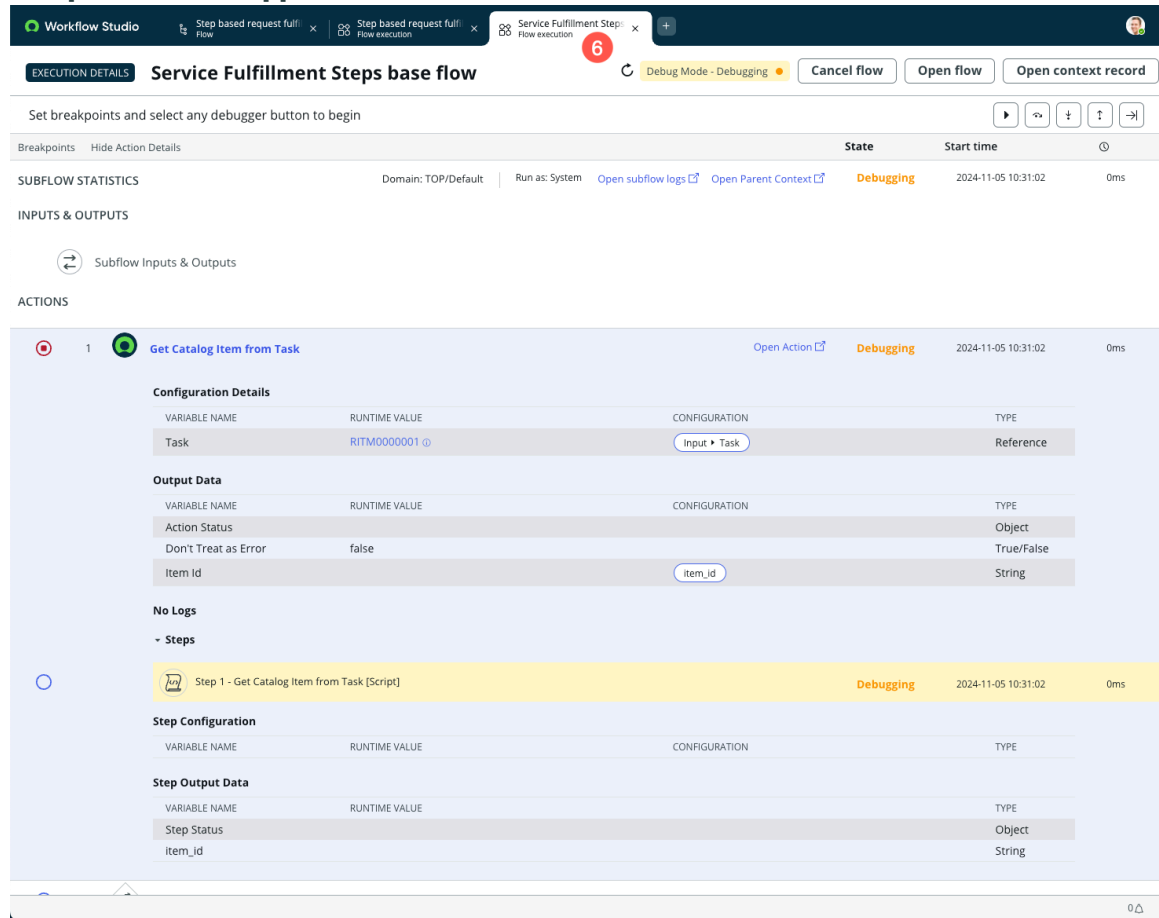 Workflow Studio
Step based request fulfi
Flow
Step based request fulfi
Flow execution
Service Fulfillment Steps
Flow execution
6
EXECUTION DETAILS Service Fulfillment Steps base flow Debug Mode - Debugging Cancel flow Open flow Open context record
Set breakpoints and select any debugger button to begin
Breakpoints Hide Action Details State Start time
SUBFLOW STATISTICS Domain: TOP/Default Run as: System Open subflow logs Open Parent Context Debugging 2024-11-05 10:31:02 0ms
INPUTS & OUTPUTS
Subflow Inputs & Outputs
ACTIONS
1 Get Catalog Item from Task Open Action Debugging 2024-11-05 10:31:02 0ms
Configuration Details
VARIABLE NAME RUNTIME VALUE CONFIGURATION TYPE
Task RITM0000001 Input ▸ Task Reference
Output Data
VARIABLE NAME RUNTIME VALUE CONFIGURATION TYPE
Action Status Object
Don't Treat as Error false True/False
Item Id item_id String
No Logs
Steps
Step 1 - Get Catalog Item from Task [Script] Debugging 2024-11-05 10:31:02 0ms
Step Configuration
VARIABLE NAME RUNTIME VALUE CONFIGURATION TYPE
Step Output Data
VARIABLE NAME RUNTIME VALUE TYPE
Step Status Object
item_id String
0